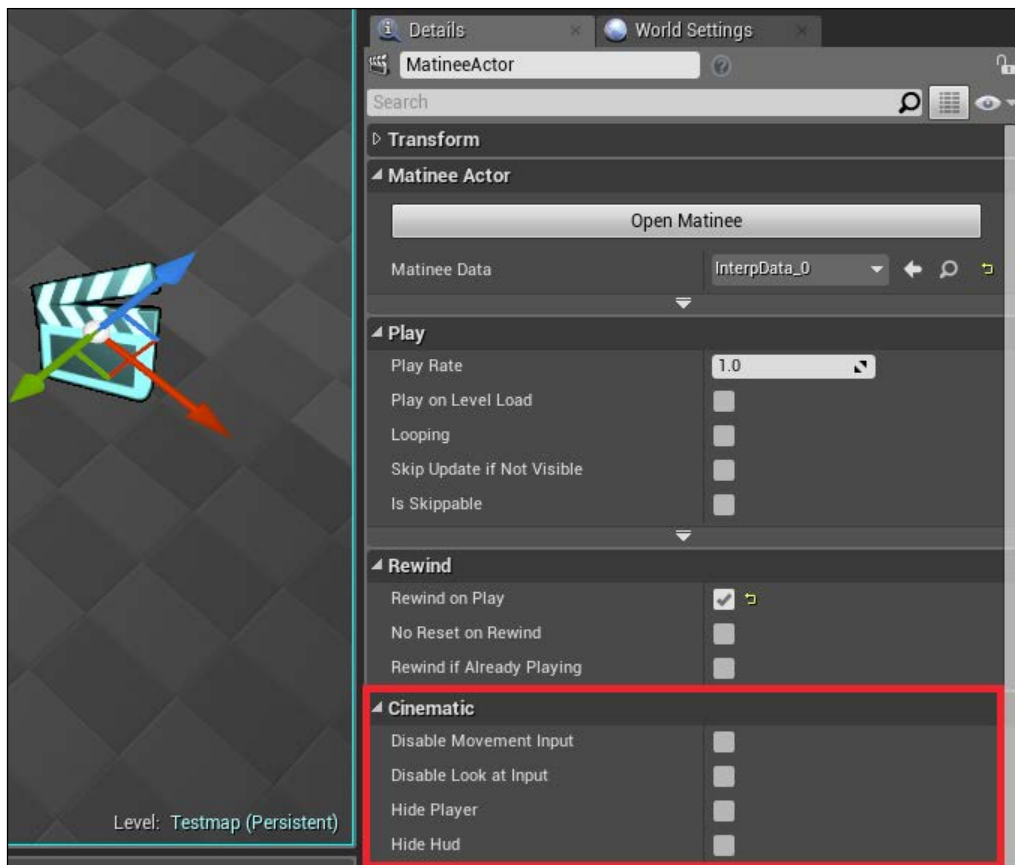 Details
World Settings
MatineeActor
Search
Transform
Matinee Actor
Open Matinee
Matinee Data
InterpData_0
Play
Play Rate
1.0
Play on Level Load
Looping
Skip Update if Not Visible
Is Skippable
Rewind
Rewind on Play
No Reset on Rewind
Rewind if Already Playing
Cinematic
Disable Movement Input
Disable Look at Input
Hide Player
Hide Hud
Level: Testmap (Persistent)